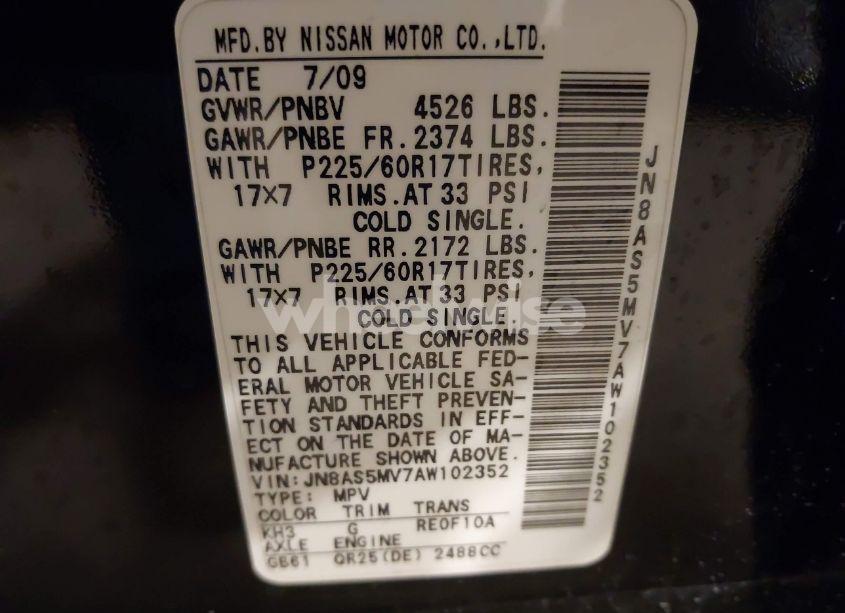 MFD.BY NISSAN MOTOR CO.,LTD.
DATE 7/09
GVWR/PNBV 4526 LBS.
GAWR/PNBE FR.2374 LBS.
WITH P225/60R17TIRES,
17X7 RIMS.AT 33 PSI
COLD SINGLE.
GAWR/PNBE RR.2172 LBS.
WITH P225/60R17TIRES,
17X7 RIMS.AT 33 PSI
COLD SINGLE.
THIS VEHICLE CONFORMS
TO ALL APPLICABLE FED-
ERAL MOTOR VEHICLE SA-
FETY AND THEFT PREVEN-
TION STANDARDS IN EFF-
ECT ON THE DATE OF MA-
NUFACTURE SHOWN ABOVE.
VIN:JN8AS5MV7AW102352
TYPE: MPV
COLOR TRIM TRANS
KH3 G RE0F10A
AXLE ENGINE
GB61 QR25(DE) 2488CC
JN8AS5MV7AW102352
wheelwise